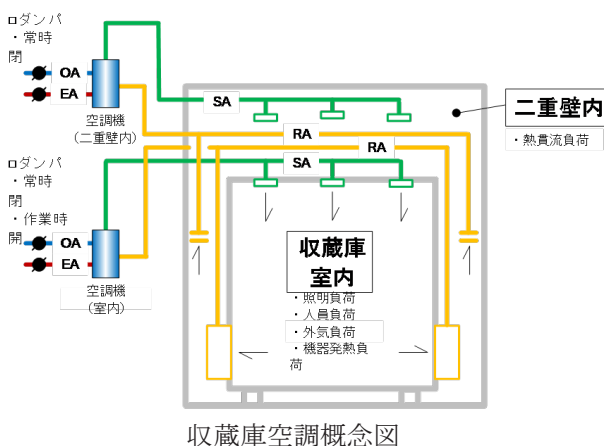 ロダンパ
・常時
閉
OA
EA
空調機
(二重壁内)
SA
RA
RA
SA
二重壁内
・熱貫流負荷
ロダンパ
・常時
閉
・作業時
開
OA
EA
空調機
(室内)
収蔵庫
室内
・照明負荷
・人員負荷
・外気負荷
・機器発熱負
荷
収蔵庫空調概念図